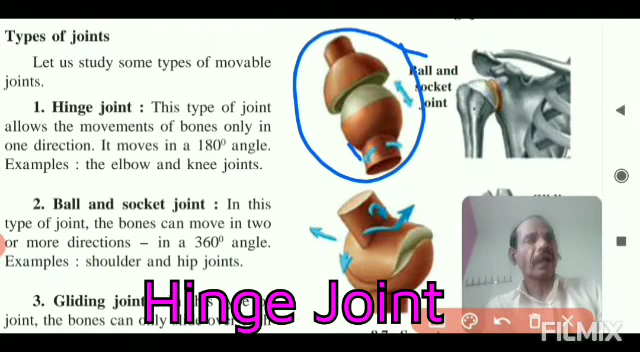 Types of joints
Let us study some types of movable
joints.
1. Hinge joint : This type of joint
allows the movements of bones only in
one direction. It moves in a 180⁰ angle.
Examples : the elbow and knee joints.
2. Ball and socket joint : In this
type of joint, the bones can move in two
or more directions – in a 360⁰ angle.
Examples : shoulder and hip joints.
3. Gliding joint
joint, the bones can only
Ball and
socket
joint
Hinge Joint
FILMIX